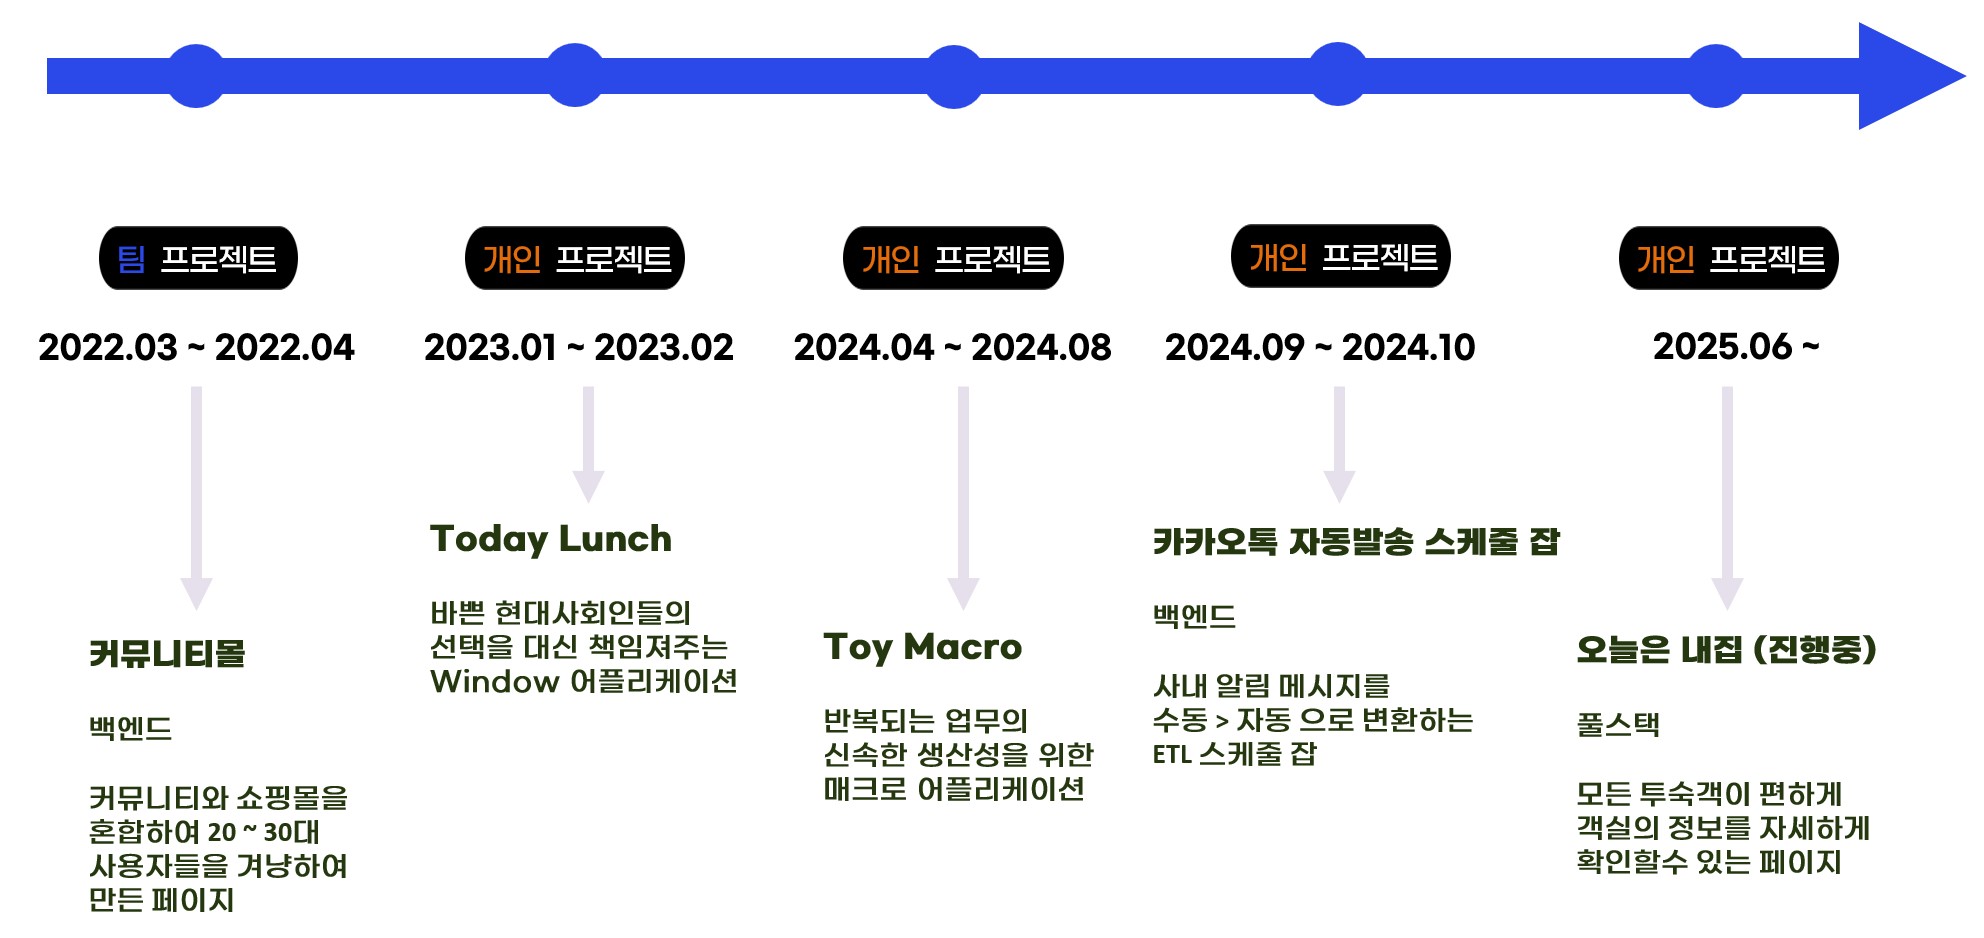 팀 프로젝트
2022.03 ~ 2022.04
커뮤니티몰
백엔드
커뮤니티와 쇼핑몰을
혼합하여 20 ~ 30대
사용자들을 겨냥하여
만든 페이지
개인 프로젝트
2023.01 ~ 2023.02
Today Lunch
바쁜 현대사회인들의
선택을 대신 책임져주는
Window 어플리케이션
개인 프로젝트
2024.04 ~ 2024.08
Toy Macro
반복되는 업무의
신속한 생산성을 위한
매크로 어플리케이션
개인 프로젝트
2024.09 ~ 2024.10
카카오톡 자동발송 스케줄 잡
백엔드
사내 알림 메시지를
수동 > 자동 으로 변환하는
ETL 스케줄 잡
개인 프로젝트
2025.06 ~
오늘은 내집 (진행중)
풀스택
모든 투숙객이 편하게
객실의 정보를 자세하게
확인할수 있는 페이지